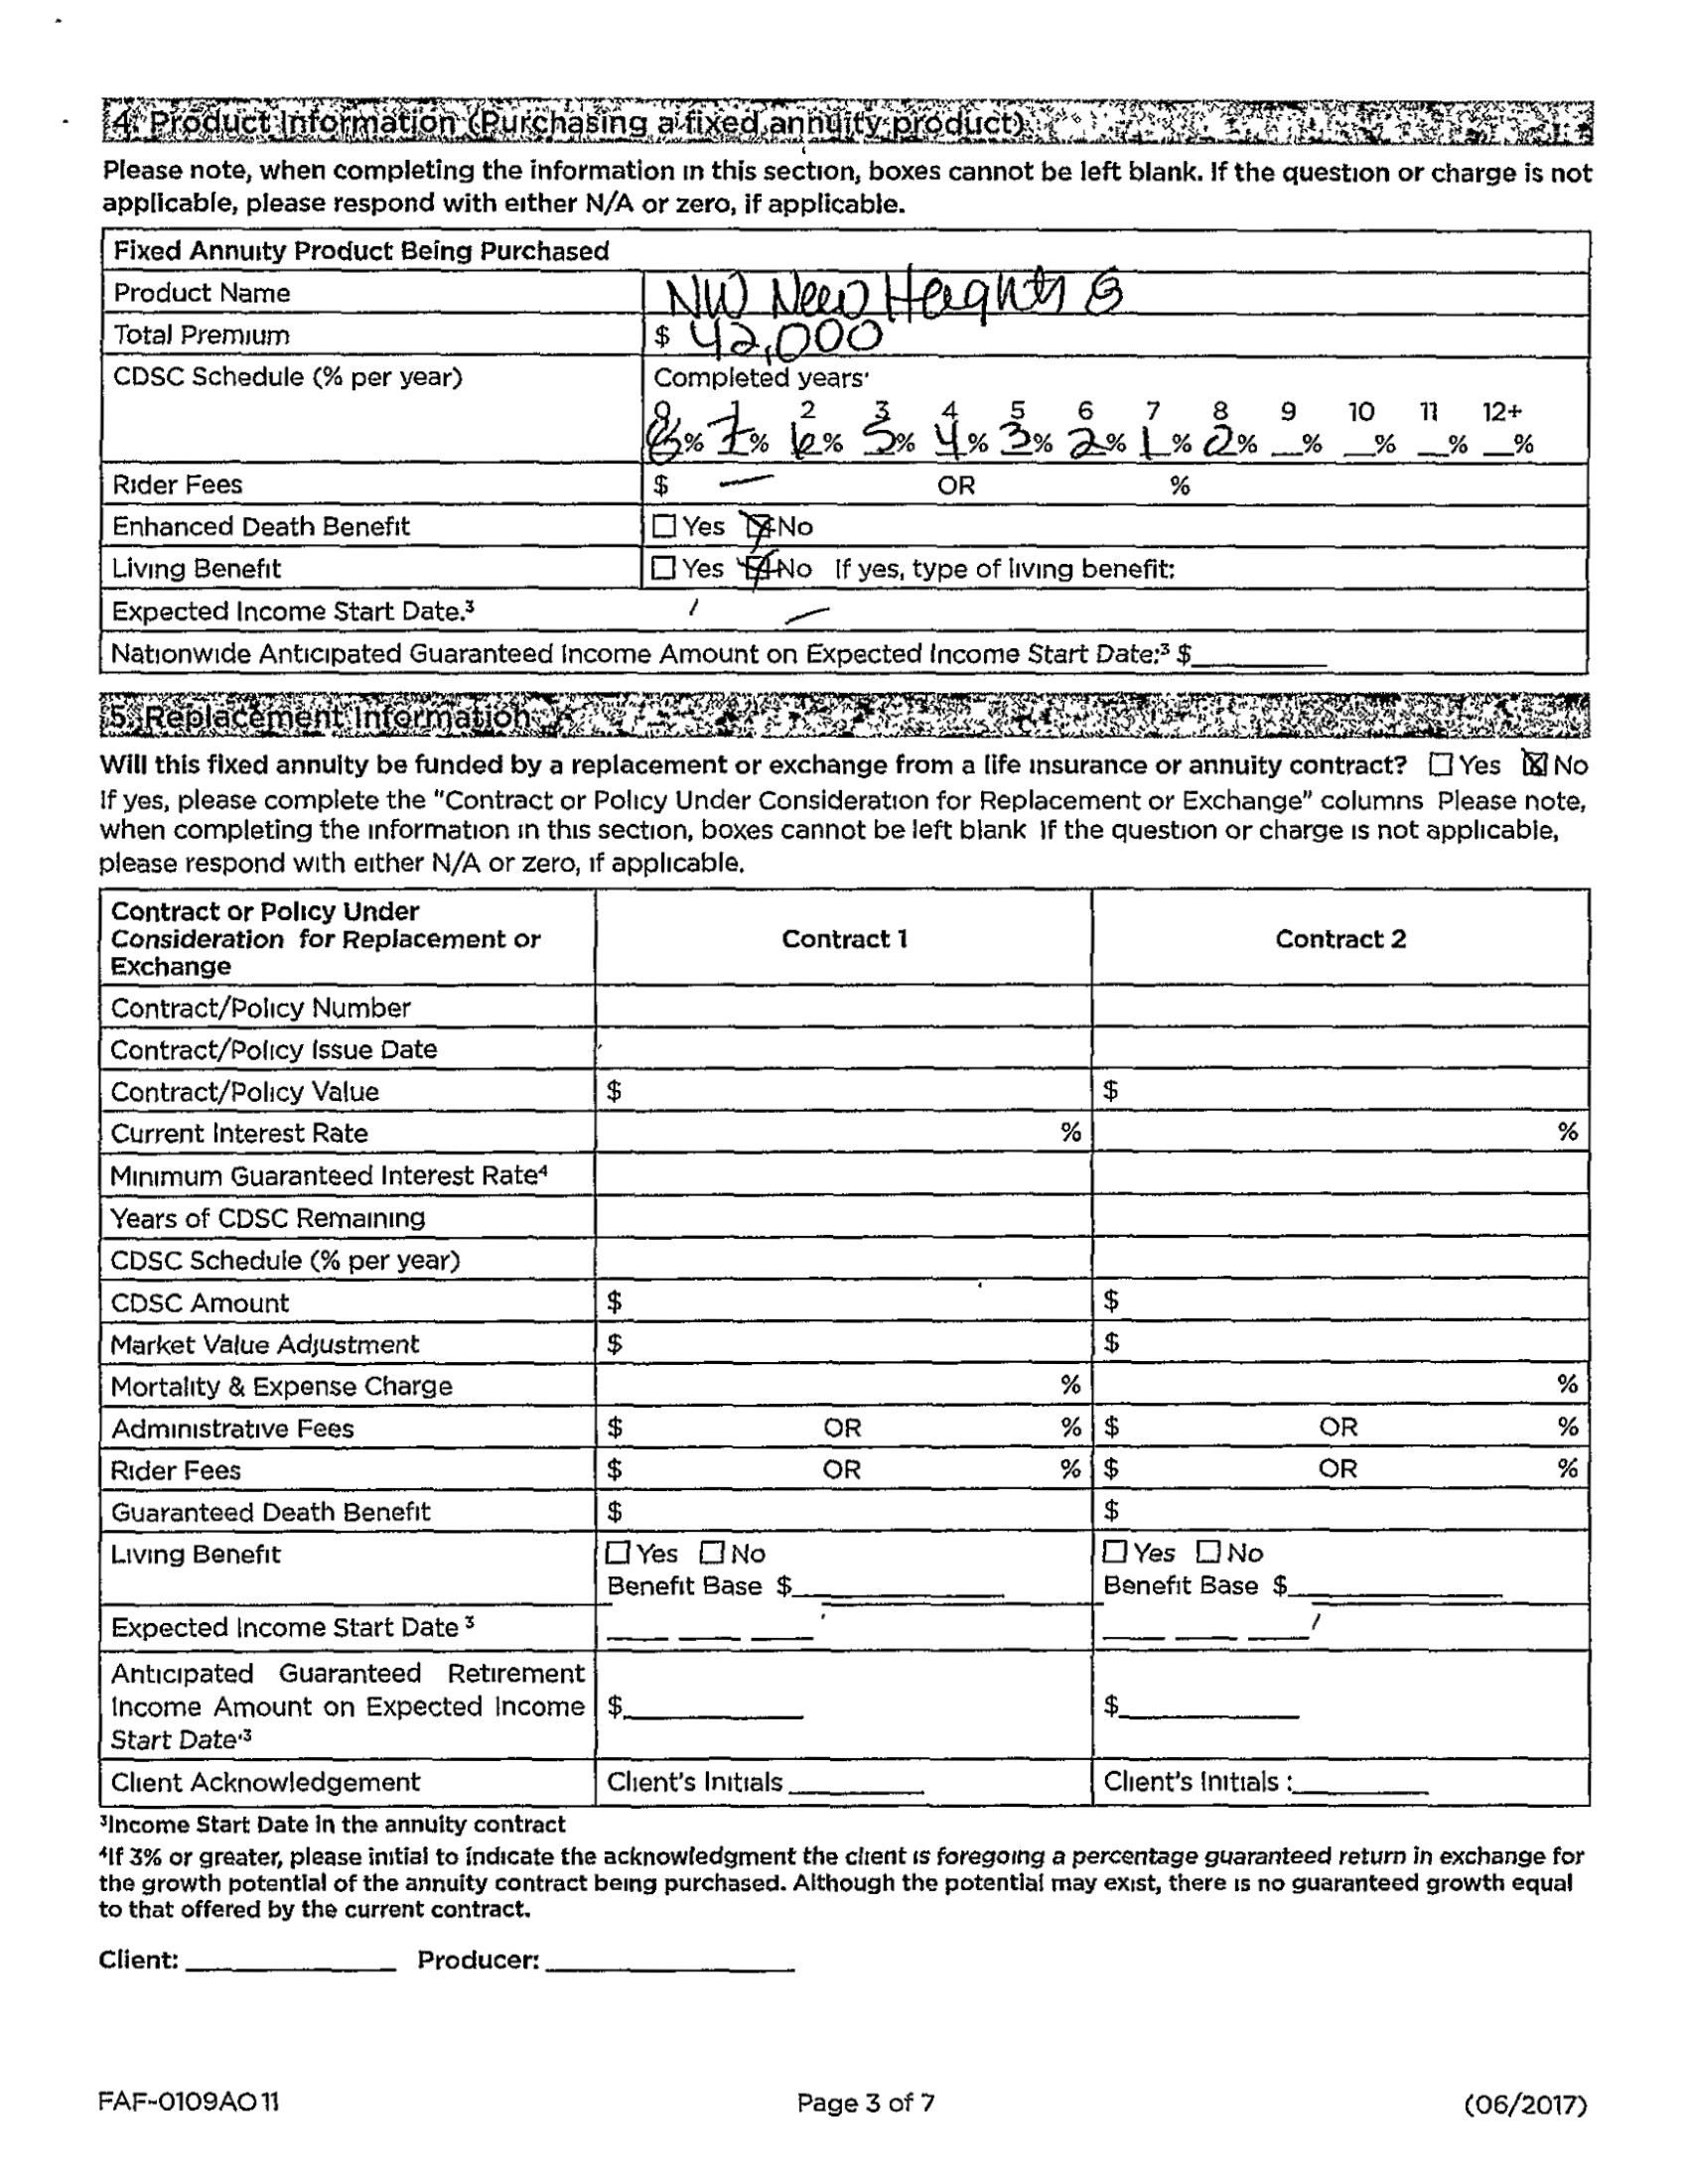 4. Product Information (Purchasing a fixed annuity product)
Please note, when completing the information in this section, boxes cannot be left blank. If the question or charge is not
applicable, please respond with either N/A or zero, if applicable.
Fixed Annuity Product Being Purchased
Product Name NW New Heights
Total Premium $ 42,000
CDSC Schedule (% per year) Completed years:
0 1 2 3 4 5 6 7 8 9 10 11 12+
8% 7% 6% 5% 4% 3% 2% 1% 0% __% __% __% __%
Rider Fees $ — OR %
Enhanced Death Benefit ☐ Yes ☒ No
Living Benefit ☐ Yes ☒ No If yes, type of living benefit:
Expected Income Start Date.³ / —
Nationwide Anticipated Guaranteed Income Amount on Expected Income Start Date:³ $________
5. Replacement Information
Will this fixed annuity be funded by a replacement or exchange from a life insurance or annuity contract? ☐ Yes ☒ No
If yes, please complete the "Contract or Policy Under Consideration for Replacement or Exchange" columns Please note,
when completing the information in this section, boxes cannot be left blank If the question or charge is not applicable,
please respond with either N/A or zero, if applicable.
Contract or Policy Under
Consideration for Replacement or
Exchange Contract 1 Contract 2
Contract/Policy Number
Contract/Policy Issue Date
Contract/Policy Value $ $
Current Interest Rate % %
Minimum Guaranteed Interest Rate⁴
Years of CDSC Remaining
CDSC Schedule (% per year)
CDSC Amount $ $
Market Value Adjustment $ $
Mortality & Expense Charge % %
Administrative Fees $ OR % $ OR %
Rider Fees $ OR % $ OR %
Guaranteed Death Benefit $ $
Living Benefit ☐ Yes ☐ No ☐ Yes ☐ No
Benefit Base $________ Benefit Base $________
Expected Income Start Date ³ __ __ __ __ __ __
Anticipated Guaranteed Retirement
Income Amount on Expected Income $________ $________
Start Date·³
Client Acknowledgement Client's Initials ________ Client's Initials :________
³Income Start Date in the annuity contract
⁴If 3% or greater, please initial to indicate the acknowledgment the client is foregoing a percentage guaranteed return in exchange for
the growth potential of the annuity contract being purchased. Although the potential may exist, there is no guaranteed growth equal
to that offered by the current contract.
Client: ________ Producer: ________
FAF-0109AO 11 Page 3 of 7 (06/2017)